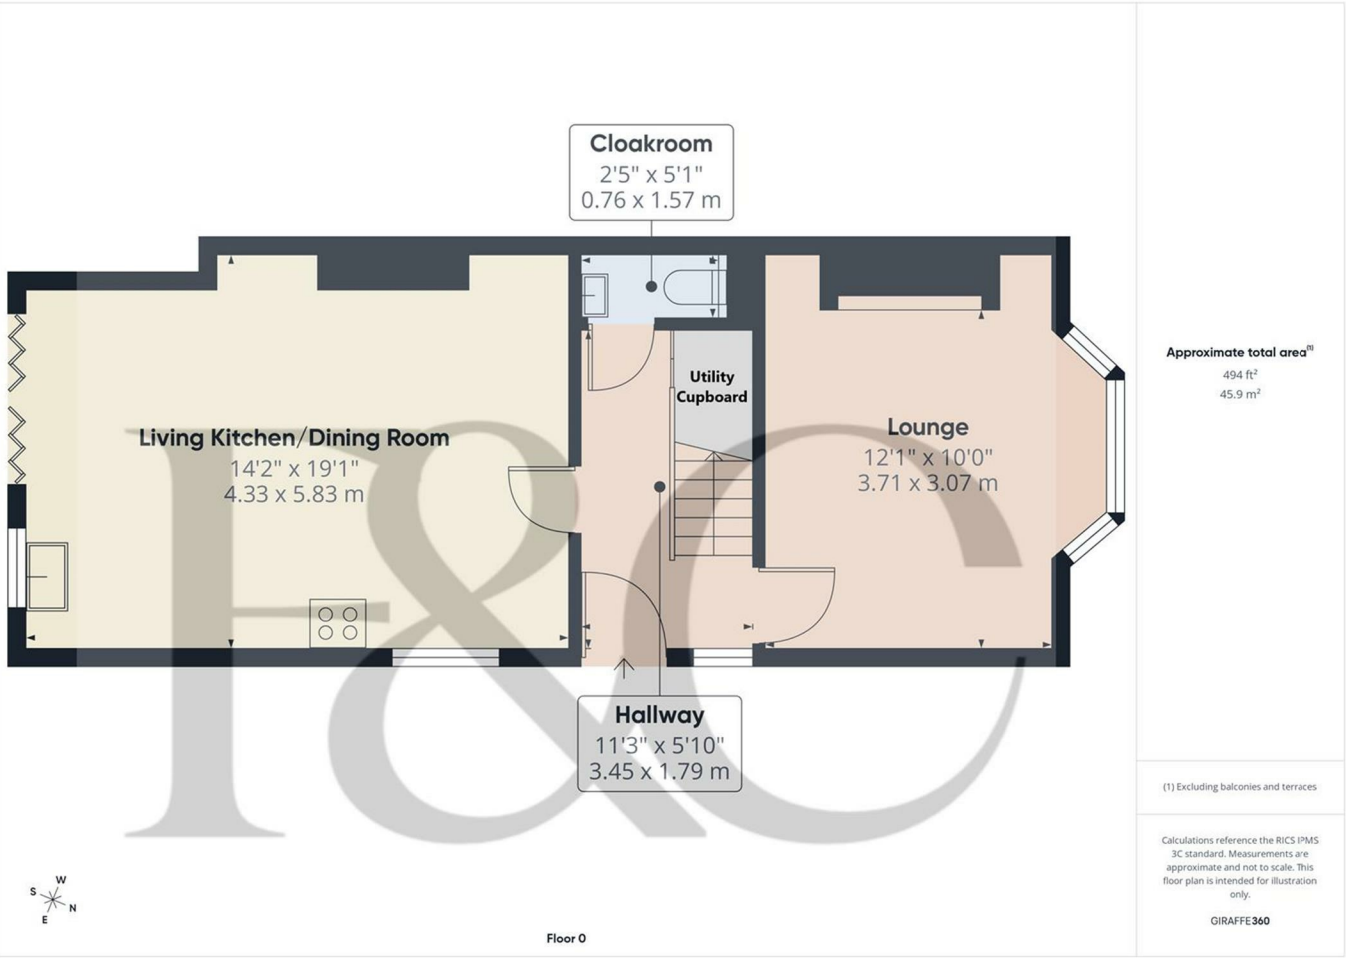 Cloakroom
2'5" x 5'1"
0.76 x 1.57 m
Utility
Cupboard
Living Kitchen/Dining Room
14'2" x 19'1"
4.33 x 5.83 m
Lounge
12'1" x 10'0"
3.71 x 3.07 m
Hallway
11'3" x 5'10"
3.45 x 1.79 m
F&C
W
S
N
E
Floor 0
Approximate total area(1)
494 ft²
45.9 m²
(1) Excluding balconies and terraces
Calculations reference the RICS IPMS
3C standard. Measurements are
approximate and not to scale. This
floor plan is intended for illustration
only.
GIRAFFE360